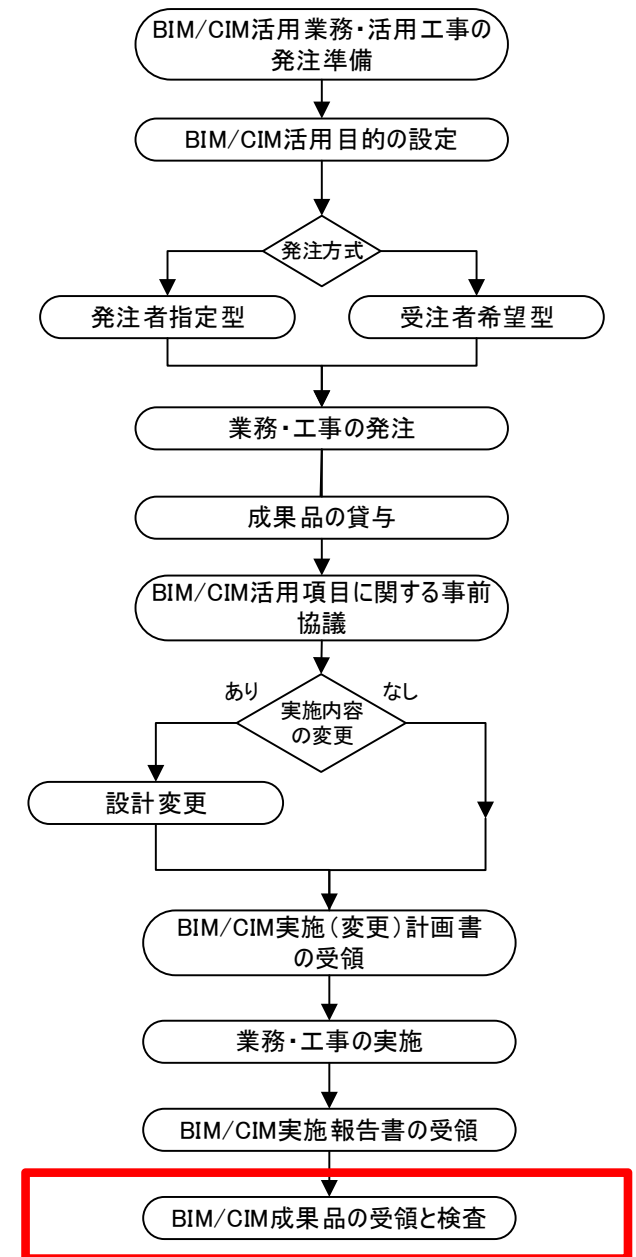 BIM/CIM活用業務・活用工事の
発注準備
BIM/CIM活用目的の設定
発注方式
発注者指定型
受注者希望型
業務・工事の発注
成果品の貸与
BIM/CIM活用項目に関する事前
協議
あり
なし
実施内容
の変更
設計変更
BIM/CIM実施（変更）計画書
の受領
業務・工事の実施
BIM/CIM実施報告書の受領
BIM/CIM成果品の受領と検査